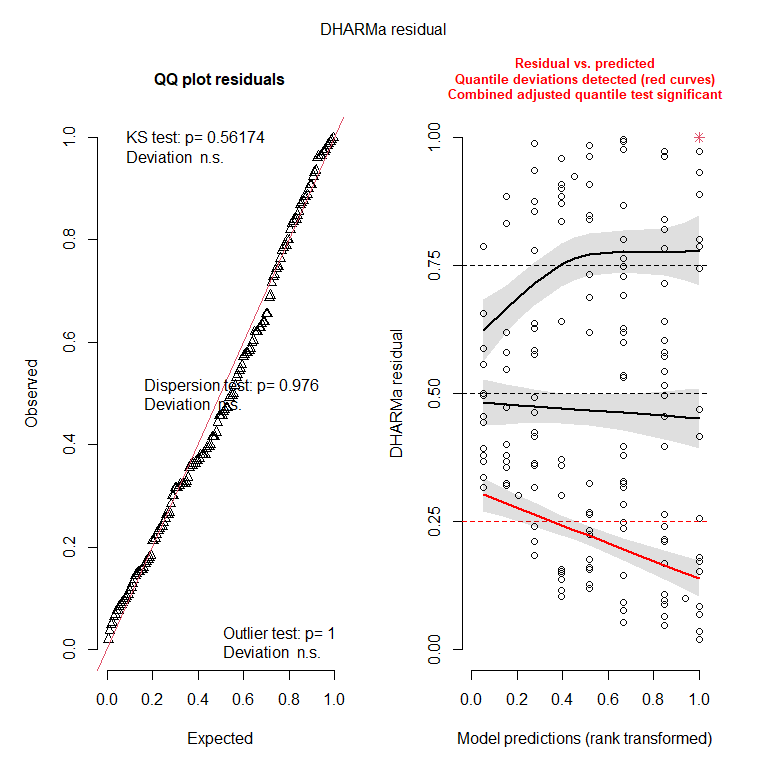 DHARMa residual
QQ plot residuals
KS test: p= 0.56174
Deviation n.s.
Dispersion test: p= 0.976
Deviation n.s.
Outlier test: p= 1
Deviation n.s.
Observed
0.0 0.2 0.4 0.6 0.8 1.0
0.0 0.2 0.4 0.6 0.8 1.0
Expected
Residual vs. predicted
Quantile deviations detected (red curves)
Combined adjusted quantile test significant
DHARMa residual
0.00 0.25 0.50 0.75 1.00
0.0 0.2 0.4 0.6 0.8 1.0
Model predictions (rank transformed)